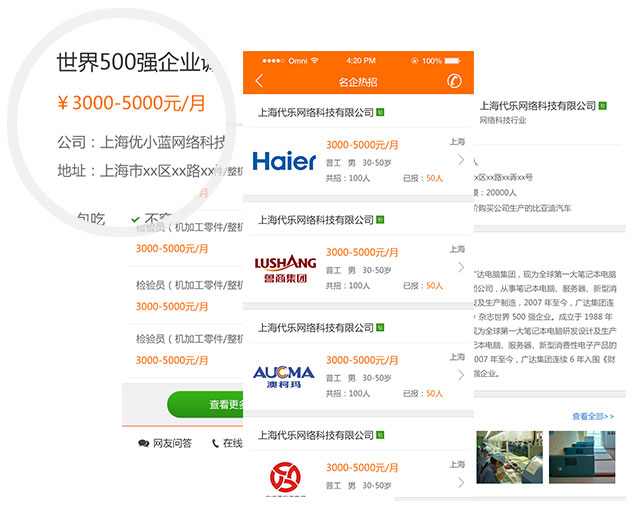 世界500强企业
¥ 3000-5000元/月
公司：上海优小蓝网络科技
地址：上海市xx区xx路xx
包吃
检验员（机加工零件/整机
3000-5000元/月
检验员（机加工零件/整机
3000-5000元/月
检验员（机加工零件/整机
3000-5000元/月
查看更多
网友问答
在线
Omni 4:20 PM 100%
名企热招
上海代乐网络科技有限公司
Haier
3000-5000元/月 上海
普工 男 30-50岁
共招：100人 已报：50人
上海代乐网络科技有限公司
LUSHANG
鲁商集团
3000-5000元/月 上海
普工 男 30-50岁
共招：100人 已报：50人
上海代乐网络科技有限公司
AUCMA
澳柯玛
3000-5000元/月 上海
普工 男 30-50岁
共招：100人 已报：50人
上海代乐网络科技有限公司
3000-5000元/月 上海
普工 男 30-50岁
上海代乐网络科技有限公司
网络科技行业
人
x区xx路xx弄xx号
：20000人
价购买公司生产的比亚迪汽车
广达电脑集团，现为全球第一大笔记本电脑
公司，从事笔记本电脑、服务器、新型消
及生产制造，2007 年至今，广达集团连
》杂志世界 500 强企业。成立于 1988 年
现为全球第一大笔记本电脑研发设计及生产
记本电脑、服务器、新型消费性电子产品的
2007 年至今，广达集团连续 6 年入围《财
强企业。
查看全部>>